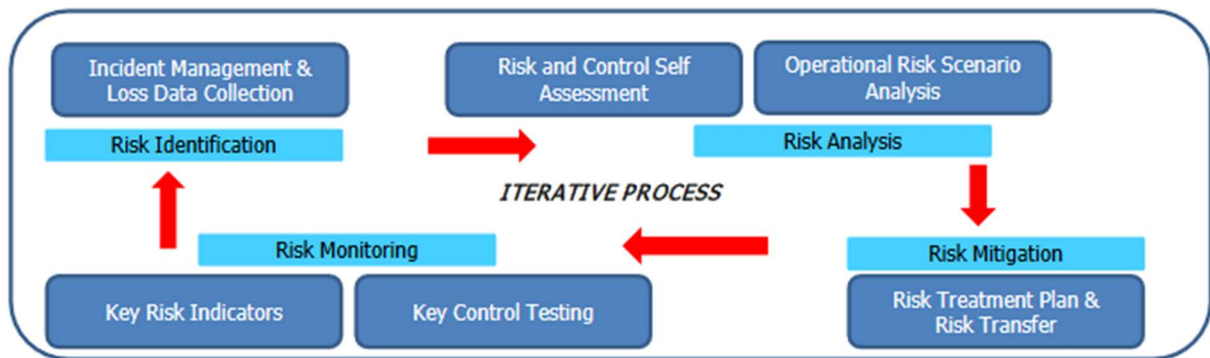 Incident Management &
Loss Data Collection
Risk and Control Self
Assessment
Operational Risk Scenario
Analysis
Risk Identification
Risk Analysis
ITERATIVE PROCESS
Risk Monitoring
Risk Mitigation
Key Risk Indicators
Key Control Testing
Risk Treatment Plan &
Risk Transfer